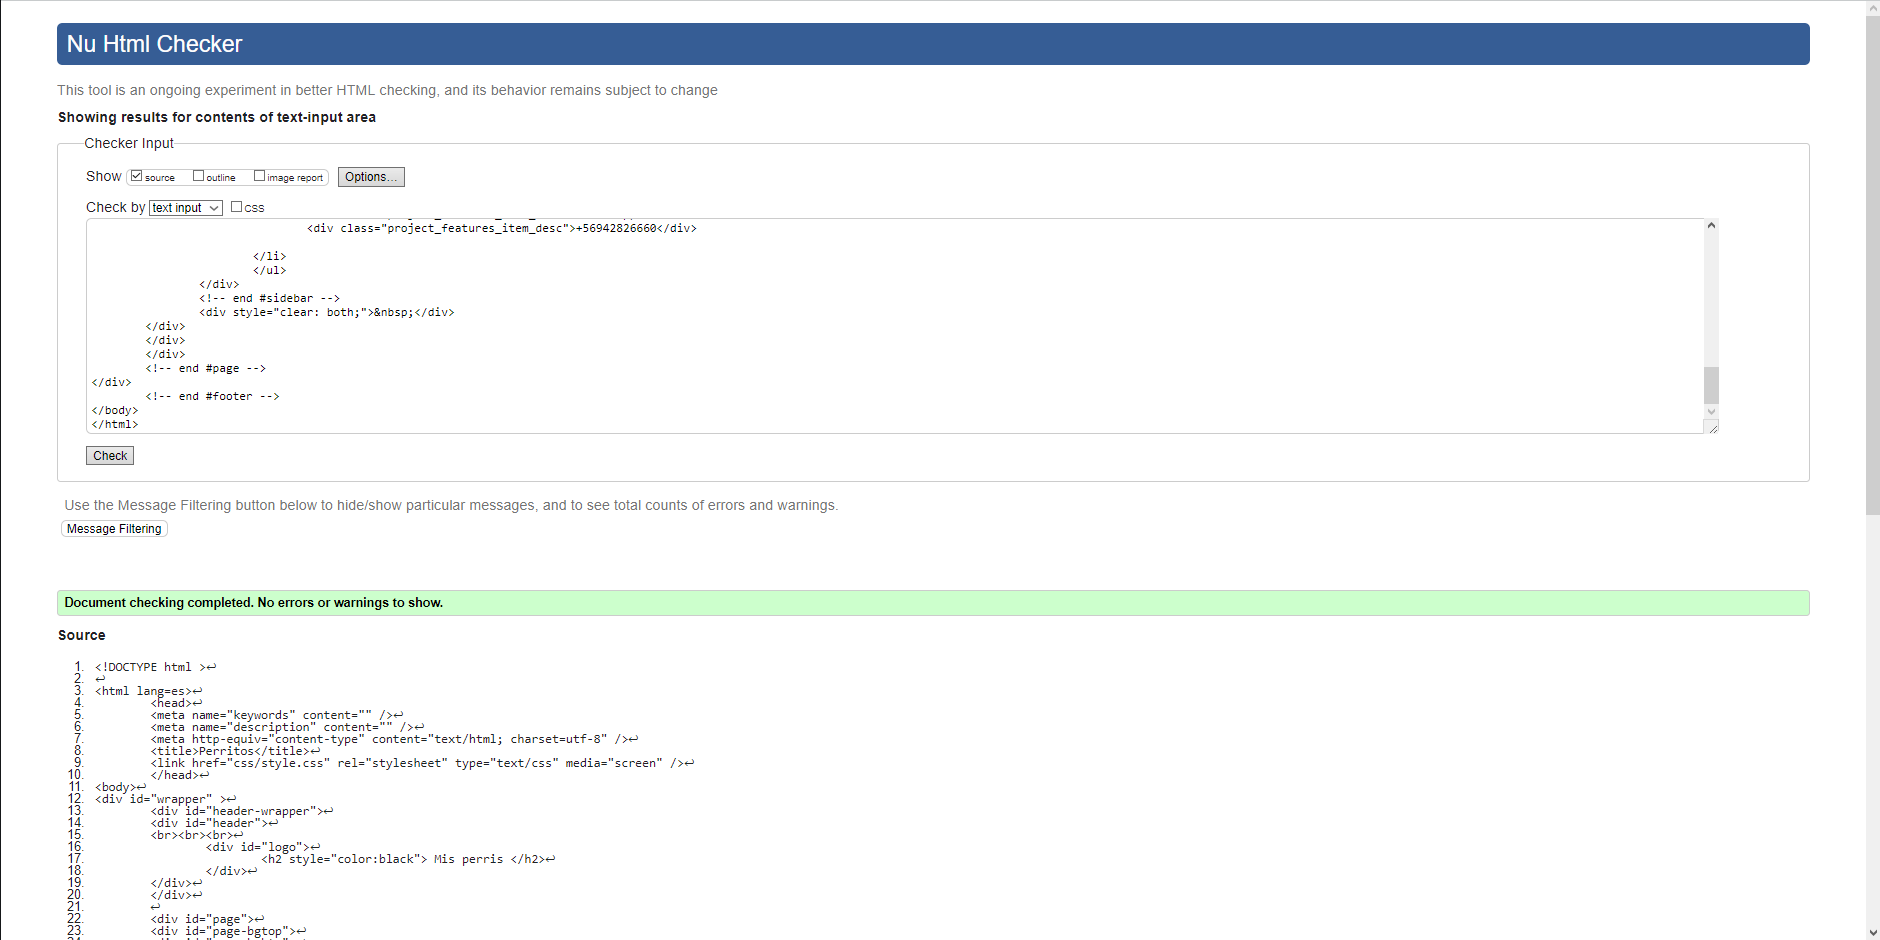 Nu Html Checker
This tool is an ongoing experiment in better HTML checking, and its behavior remains subject to change
Showing results for contents of text-input area
Checker Input
Show source outline image report Options...
Check by text input css
<div class="project_features_item_desc">+56942826660</div>
</li>
</ul>
</div>
<!-- end #sidebar -->
<div style="clear: both;">&nbsp;</div>
</div>
</div>
</div>
<!-- end #page -->
</div>
<!-- end #footer -->
</body>
</html>
Check
Use the Message Filtering button below to hide/show particular messages, and to see total counts of errors and warnings.
Message Filtering
Document checking completed. No errors or warnings to show.
Source
1. <!DOCTYPE html >↩
2. ↩
3. <html lang=es>↩
4. <head>↩
5. <meta name="keywords" content="" />↩
6. <meta name="description" content="" />↩
7. <meta http-equiv="content-type" content="text/html; charset=utf-8" />↩
8. <title>Perritos</title>↩
9. <link href="css/style.css" rel="stylesheet" type="text/css" media="screen" />↩
10. </head>↩
11. <body>↩
12. <div id="wrapper" >↩
13. <div id="header-wrapper">↩
14. <div id="header">↩
15. <br><br><br>↩
16. <div id="logo">↩
17. <h2 style="color:black"> Mis perris </h2>↩
18. </div>↩
19. </div>↩
20. </div>↩
21. ↩
22. <div id="page">↩
23. <div id="page-bgtop">↩